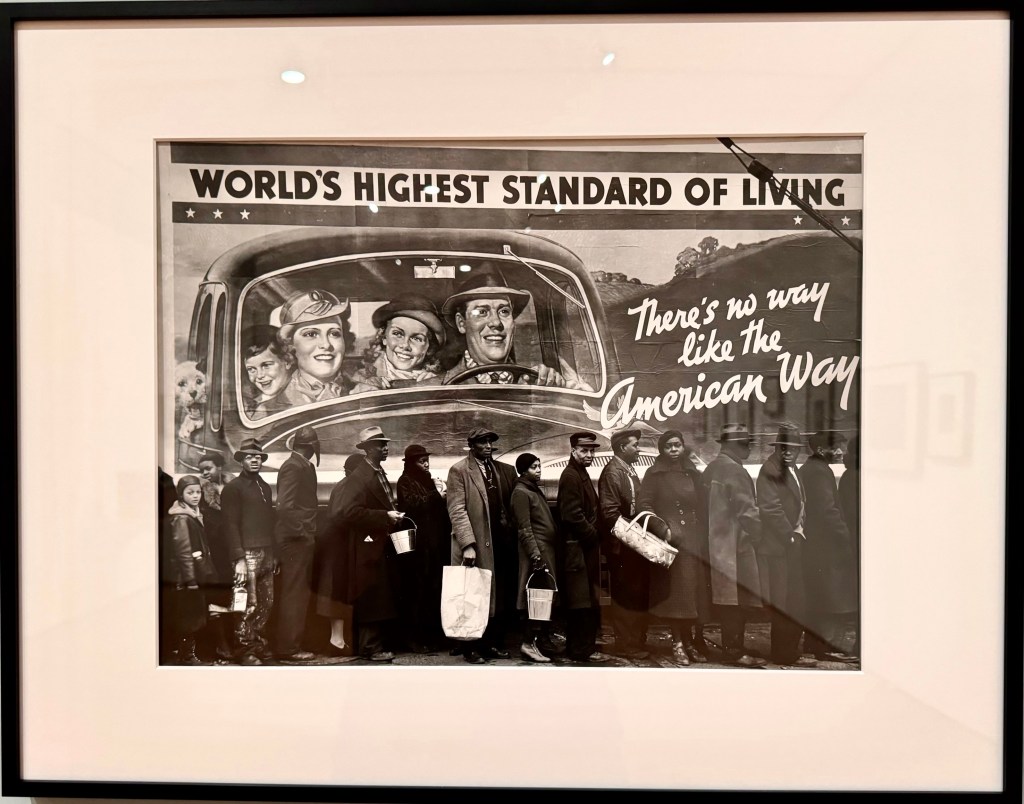 WORLD'S HIGHEST STANDARD OF LIVING
There's no way
like the
American Way